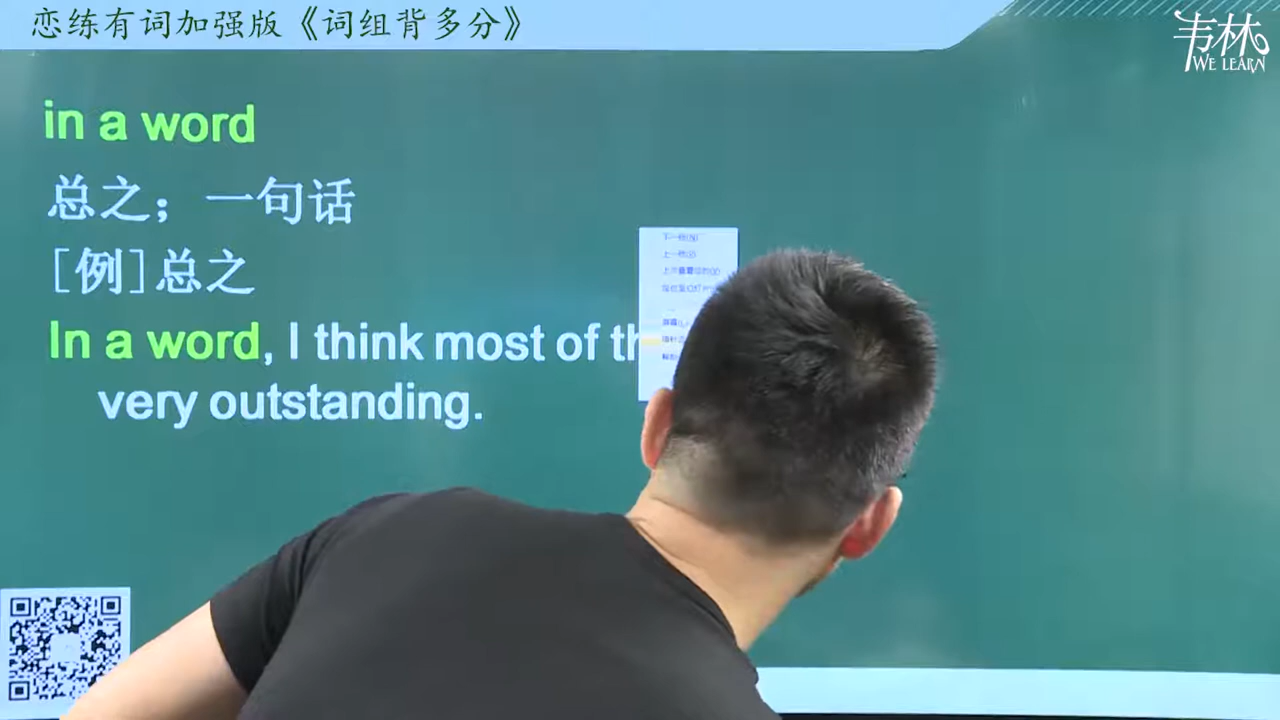 恋练有词加强版《词组背多分》
韦林
WE LEARN
in a word
总之；一句话
[例]总之
In a word, I think most of th
very outstanding.